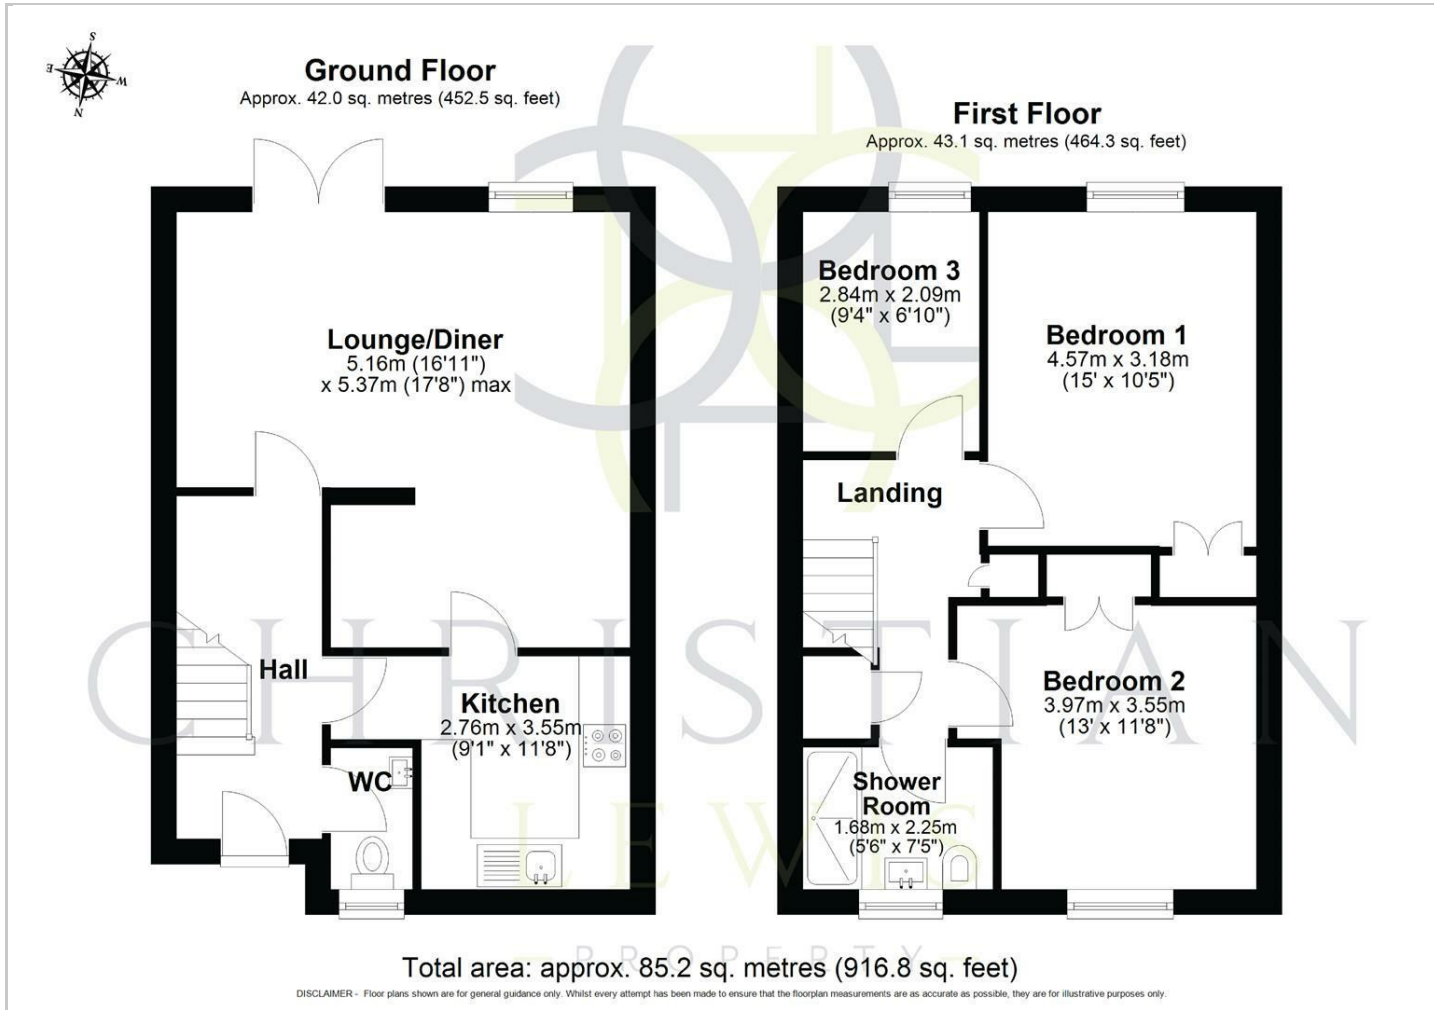 S
E
W
N
Ground Floor
Approx. 42.0 sq. metres (452.5 sq. feet)
First Floor
Approx. 43.1 sq. metres (464.3 sq. feet)
Lounge/Diner
5.16m (16'11")
x 5.37m (17'8") max
Bedroom 3
2.84m x 2.09m
(9'4" x 6'10")
Bedroom 1
4.57m x 3.18m
(15' x 10'5")
Landing
Hall
Kitchen
2.76m x 3.55m
(9'1" x 11'8")
WC
Bedroom 2
3.97m x 3.55m
(13' x 11'8")
Shower
Room
1.68m x 2.25m
(5'6" x 7'5")
CHRISTIAN
LEWIS
PROPERTY
Total area: approx. 85.2 sq. metres (916.8 sq. feet)
DISCLAIMER - Floor plans shown are for general guidance only. Whilst every attempt has been made to ensure that the floorplan measurements are as accurate as possible, they are for illustrative purposes only.